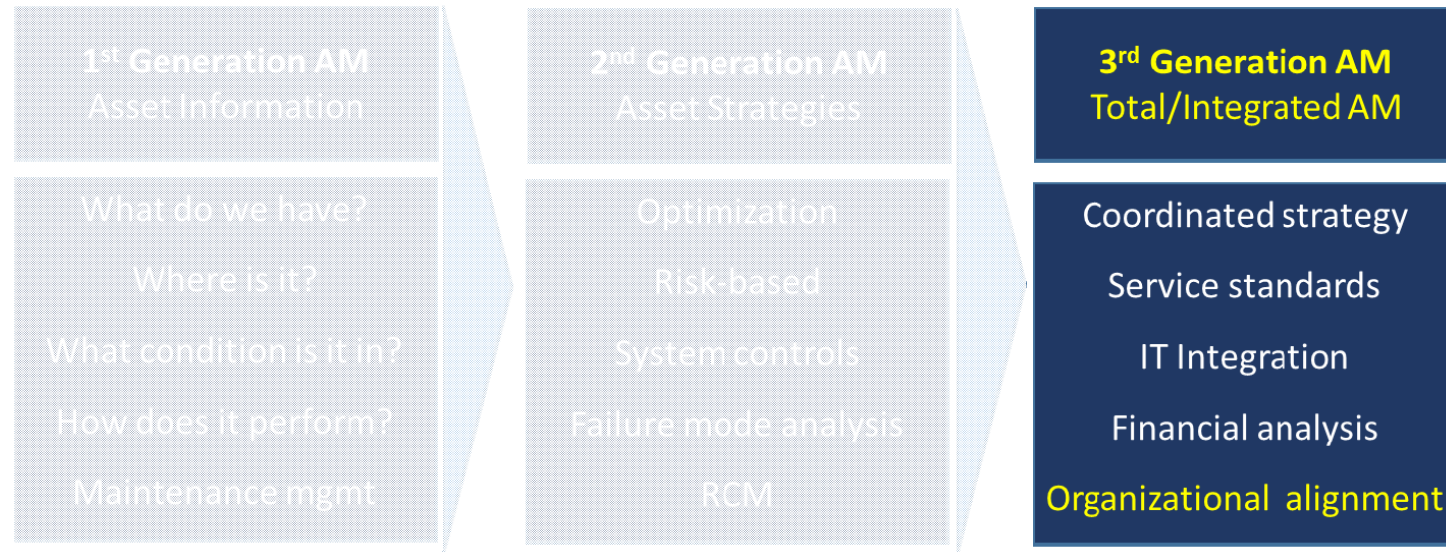 1st Generation AM
Asset Information
What do we have?
Where is it?
What condition is it in?
How does it perform?
Maintenance mgmt
2nd Generation AM
Asset Strategies
Optimization
Risk-based
System controls
Failure mode analysis
RCM
3rd Generation AM
Total/Integrated AM
Coordinated strategy
Service standards
IT Integration
Financial analysis
Organizational alignment